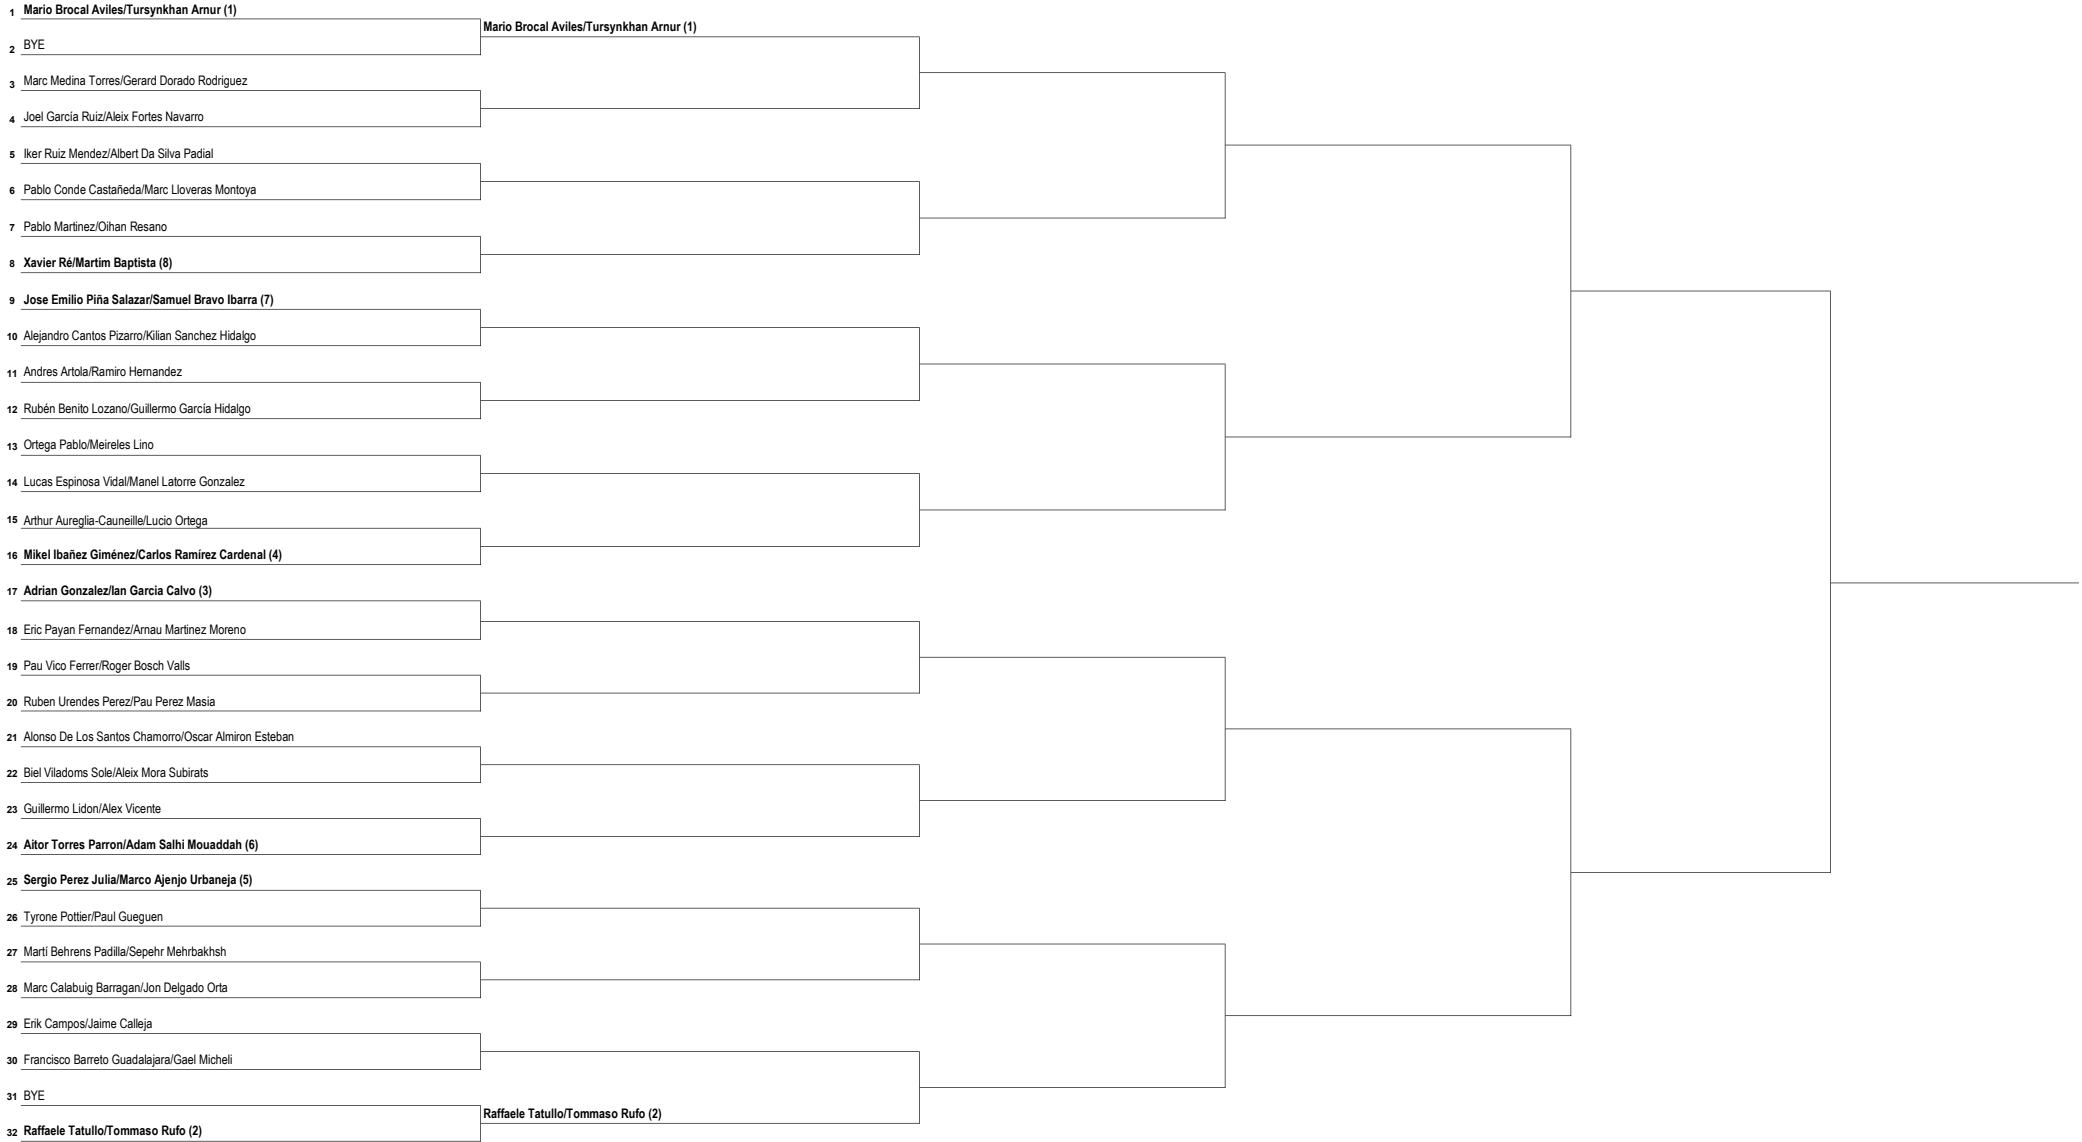 1 Mario Brocal Aviles/Tursynkhan Arnur (1)
Mario Brocal Aviles/Tursynkhan Arnur (1)
2 BYE
3 Marc Medina Torres/Gerard Dorado Rodriguez
4 Joel García Ruiz/Aleix Fortes Navarro
5 Iker Ruiz Mendez/Albert Da Silva Padial
6 Pablo Conde Castañeda/Marc Lloveras Montoya
7 Pablo Martinez/Oihan Resano
8 Xavier Ré/Martim Baptista (8)
9 Jose Emilio Piña Salazar/Samuel Bravo Ibarra (7)
10 Alejandro Cantos Pizarro/Kilian Sanchez Hidalgo
11 Andres Artola/Ramiro Hernandez
12 Rubén Benito Lozano/Guillermo García Hidalgo
13 Ortega Pablo/Meireles Lino
14 Lucas Espinosa Vidal/Manel Latorre Gonzalez
15 Arthur Aureglia-Cauneille/Lucio Ortega
16 Mikel Ibañez Giménez/Carlos Ramírez Cardenal (4)
17 Adrian Gonzalez/Ian Garcia Calvo (3)
18 Eric Payan Fernandez/Arnau Martinez Moreno
19 Pau Vico Ferrer/Roger Bosch Valls
20 Ruben Urendes Perez/Pau Perez Masia
21 Alonso De Los Santos Chamorro/Oscar Almiron Esteban
22 Biel Viladoms Sole/Aleix Mora Subirats
23 Guillermo Lidon/Alex Vicente
24 Aitor Torres Parron/Adam Salhi Mouaddah (6)
25 Sergio Perez Julia/Marco Ajenjo Urbaneja (5)
26 Tyrone Pottier/Paul Gueguen
27 Martí Behrens Padilla/Sepehr Mehrbakhsh
28 Marc Calabuig Barragan/Jon Delgado Orta
29 Erik Campos/Jaime Calleja
30 Francisco Barreto Guadalajara/Gael Micheli
31 BYE
Raffaele Tatullo/Tommaso Rufo (2)
32 Raffaele Tatullo/Tommaso Rufo (2)